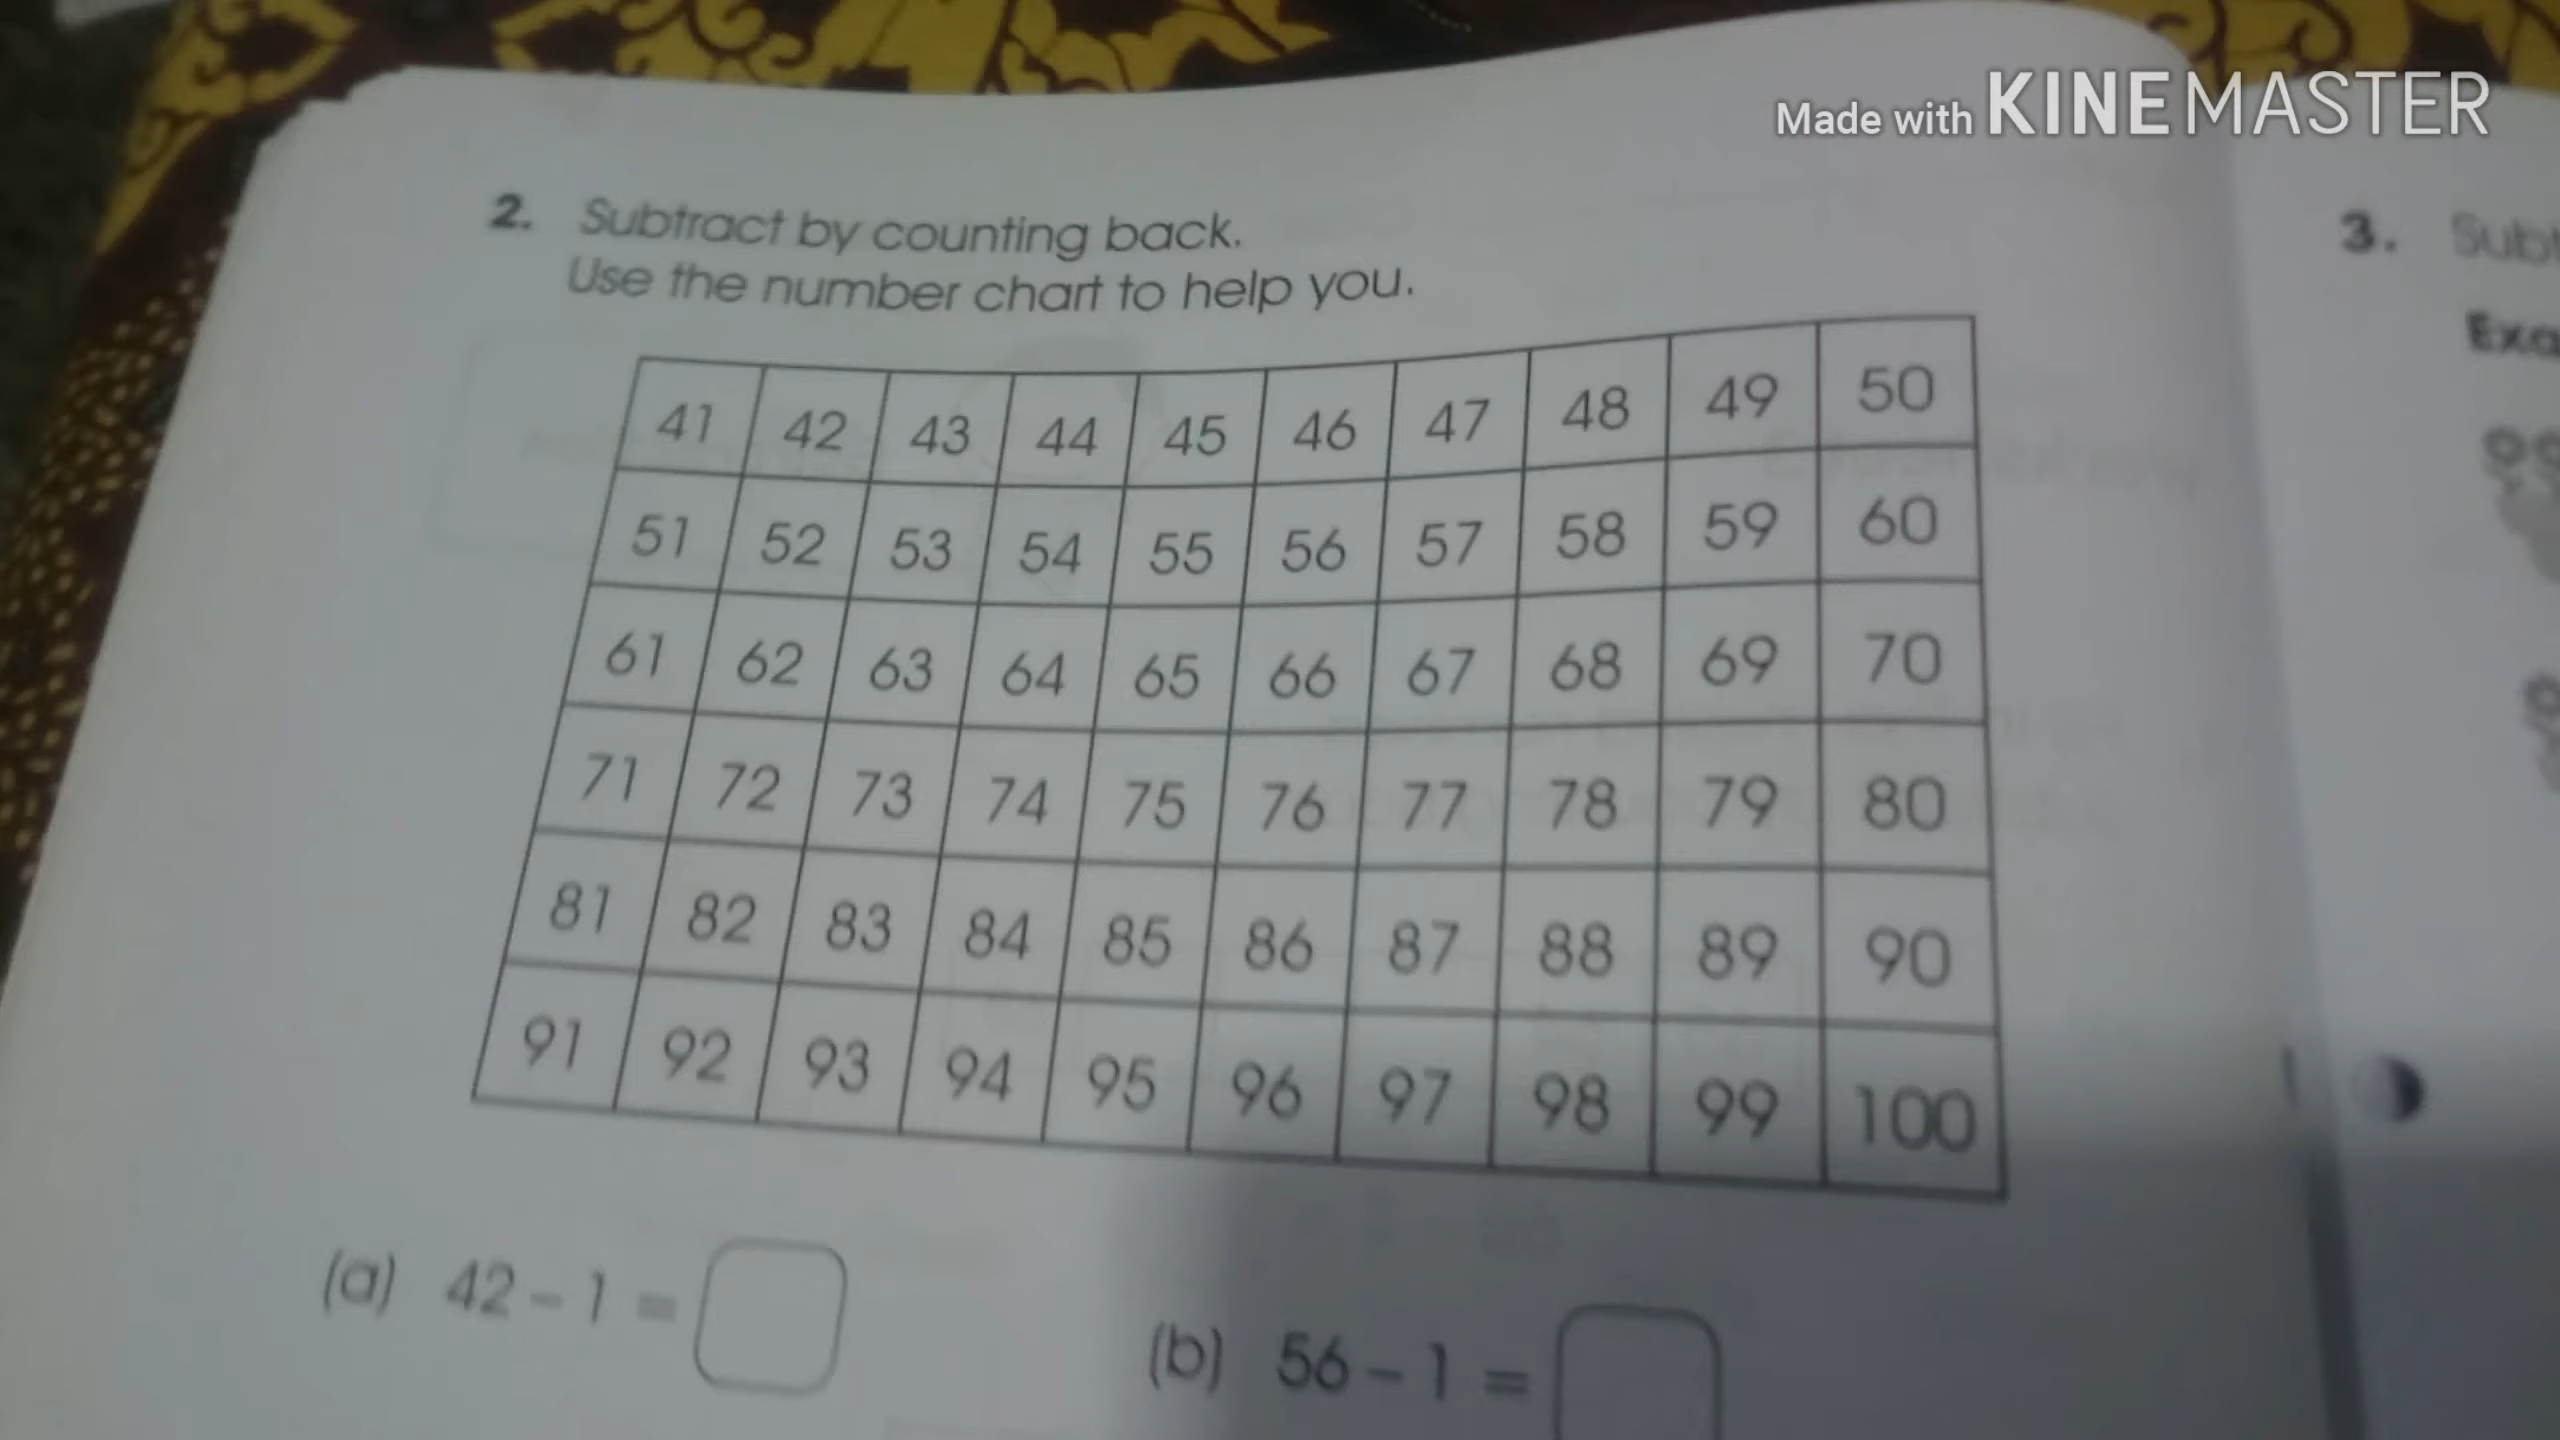 Made with KINEMASTER
2. Subtract by counting back.
Use the number chart to help you.
41 42 43 44 45 46 47 48 49 50
51 52 53 54 55 56 57 58 59 60
61 62 63 64 65 66 67 68 69 70
71 72 73 74 75 76 77 78 79 80
81 82 83 84 85 86 87 88 89 90
91 92 93 94 95 96 97 98 99 100
(a) 42 – 1 =
(b) 56 – 1 =
3.